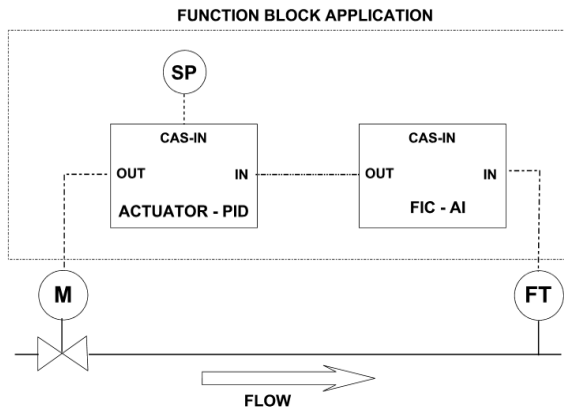 FUNCTION BLOCK APPLICATION
SP
CAS-IN
CAS-IN
OUT
IN
OUT
IN
ACTUATOR - PID
FIC - AI
M
FT
FLOW